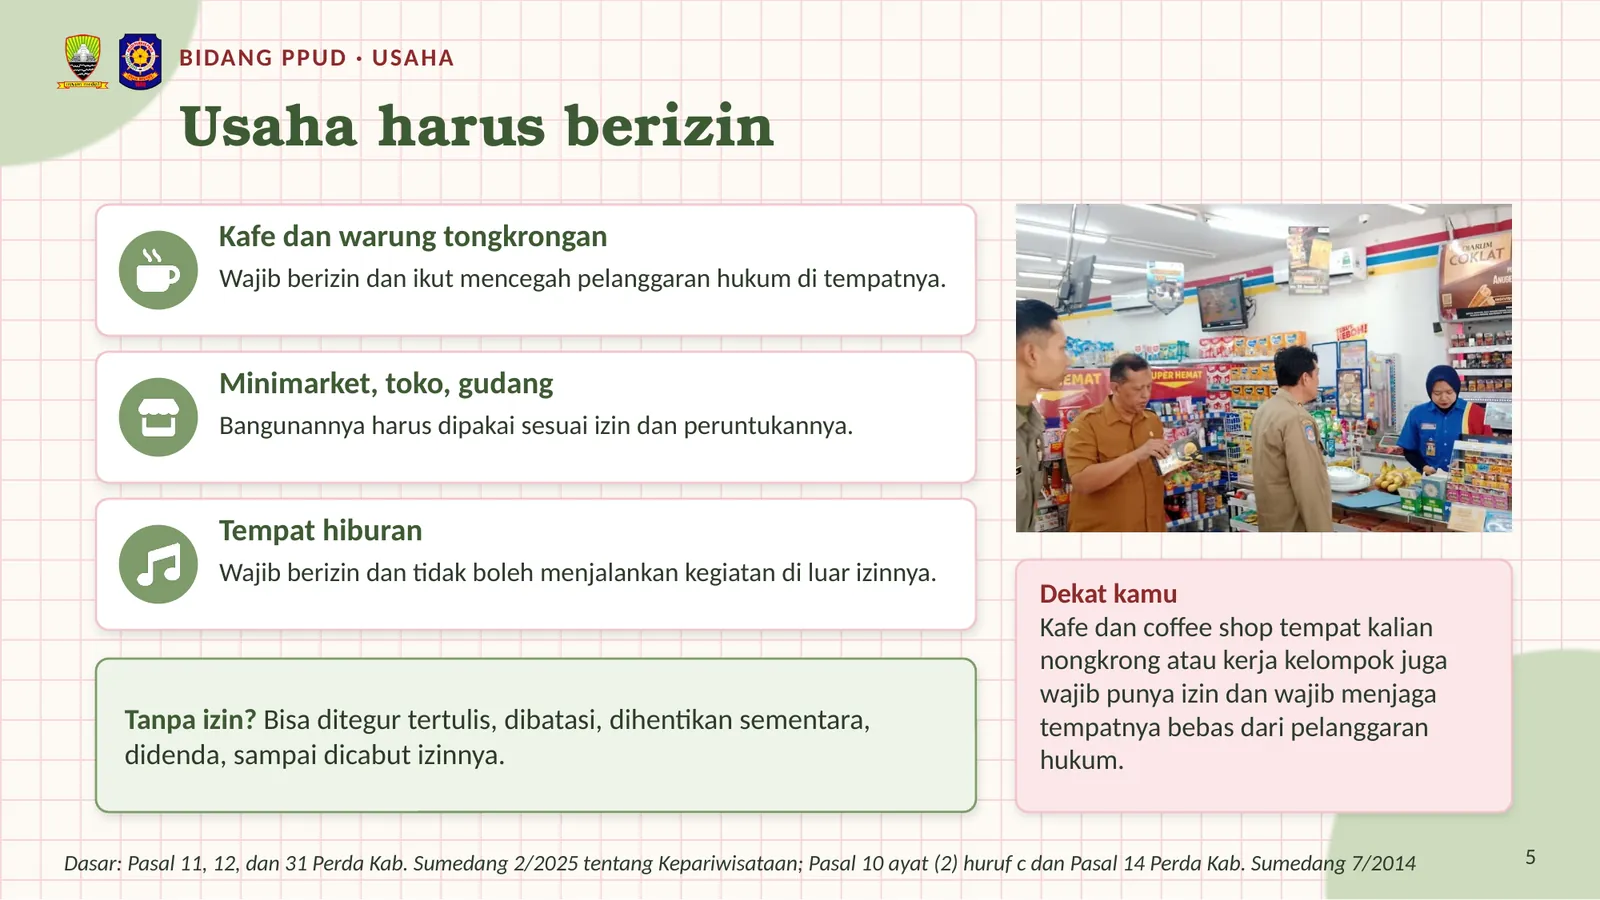 BIDANG PPUD · USAHA
Usaha harus berizin
Kafe dan warung tongkrongan
Wajib berizin dan ikut mencegah pelanggaran hukum di tempatnya.
Minimarket, toko, gudang
Bangunannya harus dipakai sesuai izin dan peruntukannya.
Tempat hiburan
Wajib berizin dan tidak boleh menjalankan kegiatan di luar izinnya.
Tanpa izin? Bisa ditegur tertulis, dibatasi, dihentikan sementara,
didenda, sampai dicabut izinnya.
DJARUM
COKLAT
HEMAT
SUPER HEMAT
Dekat kamu
Kafe dan coffee shop tempat kalian
nongkrong atau kerja kelompok juga
wajib punya izin dan wajib menjaga
tempatnya bebas dari pelanggaran
hukum.
Dasar: Pasal 11, 12, dan 31 Perda Kab. Sumedang 2/2025 tentang Kepariwisataan; Pasal 10 ayat (2) huruf c dan Pasal 14 Perda Kab. Sumedang 7/2014
5